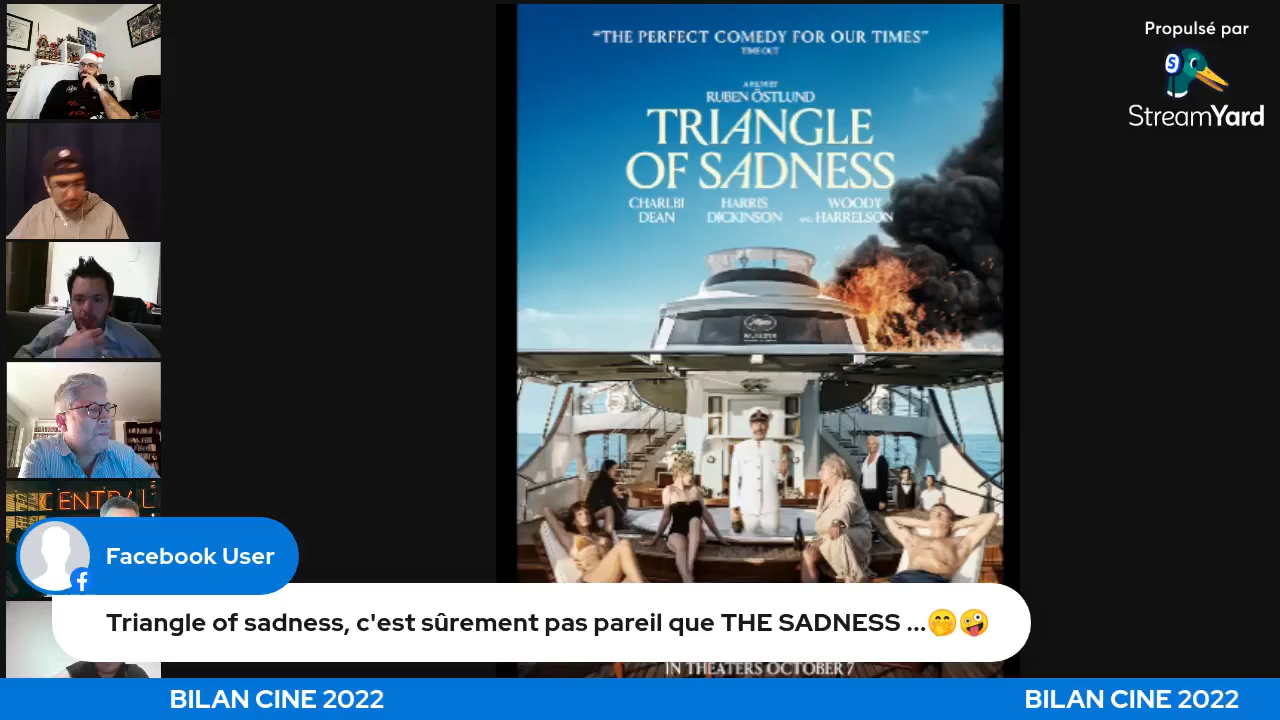 Propulsé par
StreamYard
"THE PERFECT COMEDY FOR OUR TIMES"
TIME OUT
A FILM BY
RUBEN ÖSTLUND
TRIANGLE
OF SADNESS
CHARLBI DEAN
HARRIS DICKINSON
AND WOODY HARRELSON
CENTRAL
Facebook User
Triangle of sadness, c'est sûrement pas pareil que THE SADNESS ...🤭🤪
IN THEATERS OCTOBER 7
BILAN CINE 2022
BILAN CINE 2022